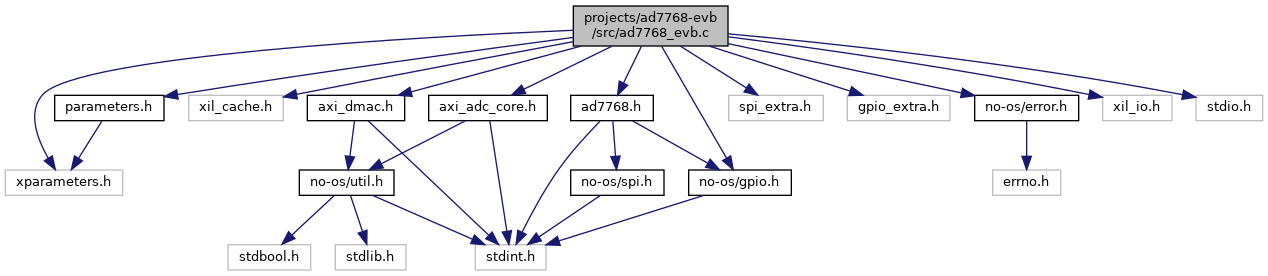 projects/ad7768-evb
/src/ad7768_evb.c
parameters.h
xil_cache.h
axi_dmac.h
axi_adc_core.h
ad7768.h
spi_extra.h
gpio_extra.h
no-os/error.h
xil_io.h
stdio.h
xparameters.h
no-os/util.h
no-os/spi.h
no-os/gpio.h
errno.h
stdbool.h
stdlib.h
stdint.h